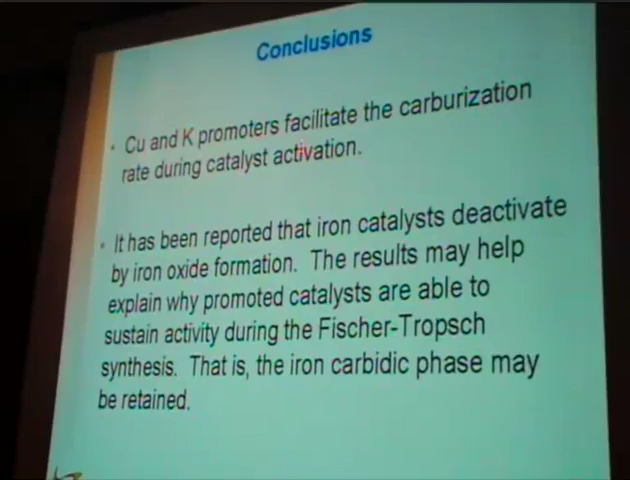 Conclusions
• Cu and K promoters facilitate the carburization
rate during catalyst activation.
• It has been reported that iron catalysts deactivate
by iron oxide formation. The results may help
explain why promoted catalysts are able to
sustain activity during the Fischer-Tropsch
synthesis. That is, the iron carbidic phase may
be retained.